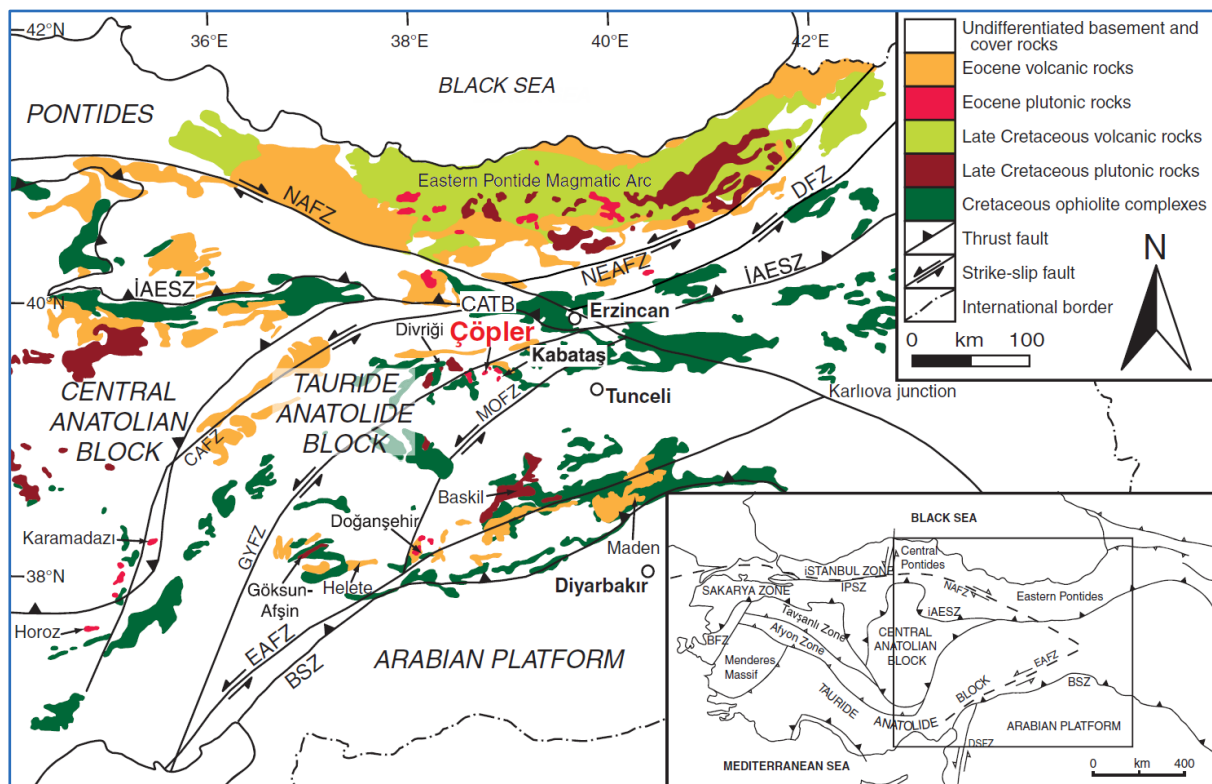 42°N
36°E
38°E
40°E
42°E
BLACK SEA
PONTIDES
Eastern Pontide Magmatic Arc
NAFZ
DFZ
NEAFZ
İAESZ
İAESZ
40°N
CATB
Erzincan
Divriği
Çöpler
Kabataş
Tunceli
Karlıova junction
CENTRAL
ANATOLIAN
BLOCK
TAURIDE
ANATOLIDE
BLOCK
MOFZ
CAFZ
Baskil
Karamadazı
Doğanşehir
GYFZ
Maden
38°N
Göksun-
Afşin
Helete
Diyarbakır
Horoz
EAFZ
BSZ
ARABIAN PLATFORM
Undifferentiated basement and
cover rocks
Eocene volcanic rocks
Eocene plutonic rocks
Late Cretaceous volcanic rocks
Late Cretaceous plutonic rocks
Cretaceous ophiolite complexes
Thrust fault
Strike-slip fault
International border
km
0 100
N
BLACK SEA
Central
Pontides
iSTANBUL ZONE
SAKARYA ZONE
IPSZ
NAFZ
Eastern Pontides
iAESZ
Tavşanlı Zone
Afyon Zone
BFZ
CENTRAL
ANATOLIAN
BLOCK
Menderes
Massif
EAFZ
BSZ
TAURIDE
ANATOLIDE
BLOCK
ARABIAN PLATFORM
DSFZ
MEDITERRANEAN SEA
0 km 400